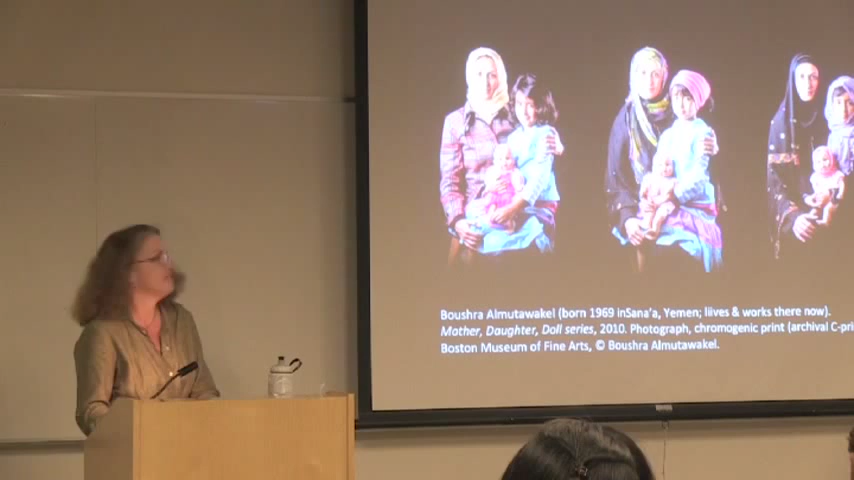 Boushra Almutawakel (born 1969 inSana'a, Yemen; liives & works there now).
Mother, Daughter, Doll series, 2010. Photograph, chromogenic print (archival C-pri
Boston Museum of Fine Arts, © Boushra Almutawakel.